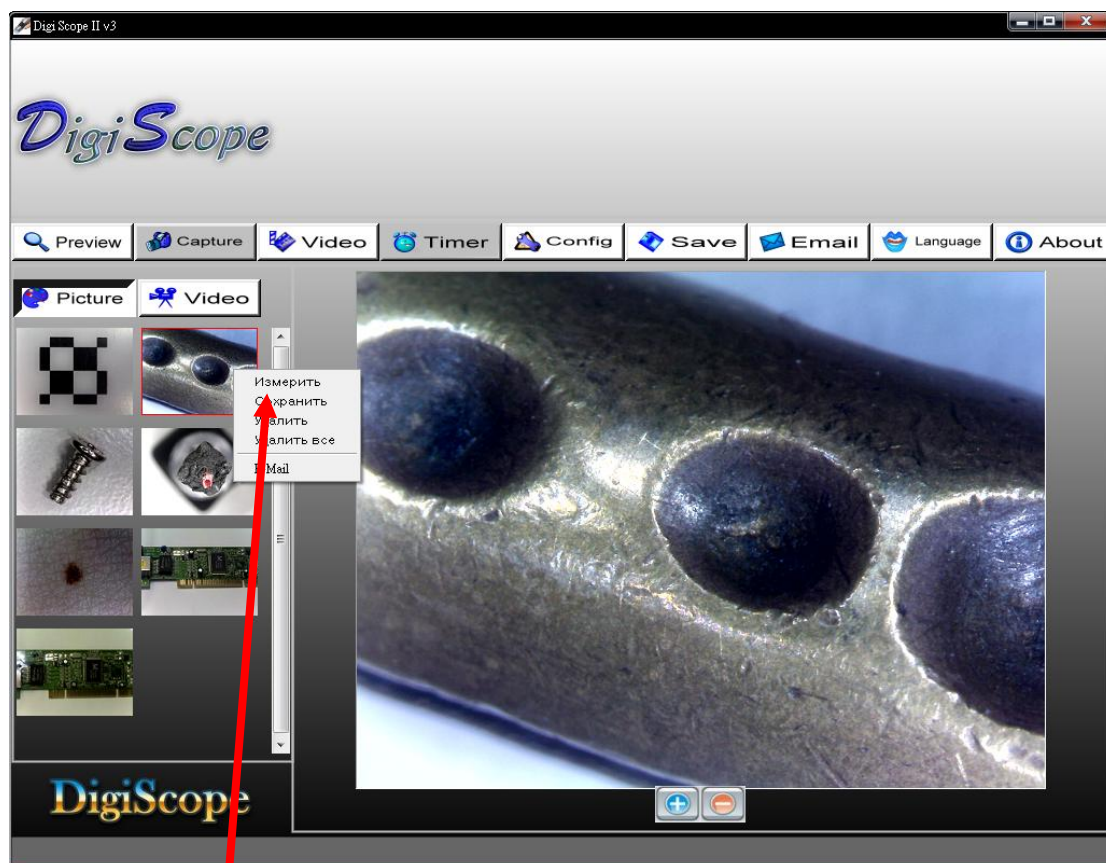 Digi Scope II v3
DigiScope
Preview
Capture
Video
Timer
Config
Save
Email
Language
About
Picture
Video
Измерить
Сохранить
Удалить
Удалить все
DigiScope